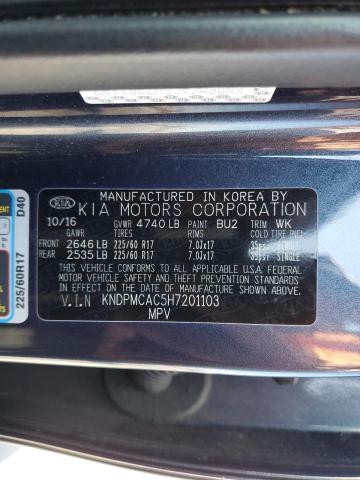 MANUFACTURED IN KOREA BY
KIA KIA MOTORS CORPORATION
10/16 GVWR 4740 LB PAINT BU2 TRIM WK
GAWR TIRES RIMS COLD TIRE INFL
FRONT 2646 LB 225/60 R17 7.0Jx17 35psi SINGLE
REAR 2535 LB 225/60 R17 7.0Jx17 35psi SINGLE
THIS VEHICLE CONFORMS TO ALL APPLICABLE U.S.A. FEDERAL
MOTOR VEHICLE SAFETY AND THEFT PREVENTION
STANDARDS IN EFFECT ON THE DATE OF MANUFACTURE SHOWN ABOVE.
V.I.N KNDPMCAC5H7201103
MPV
225/60R17 D40